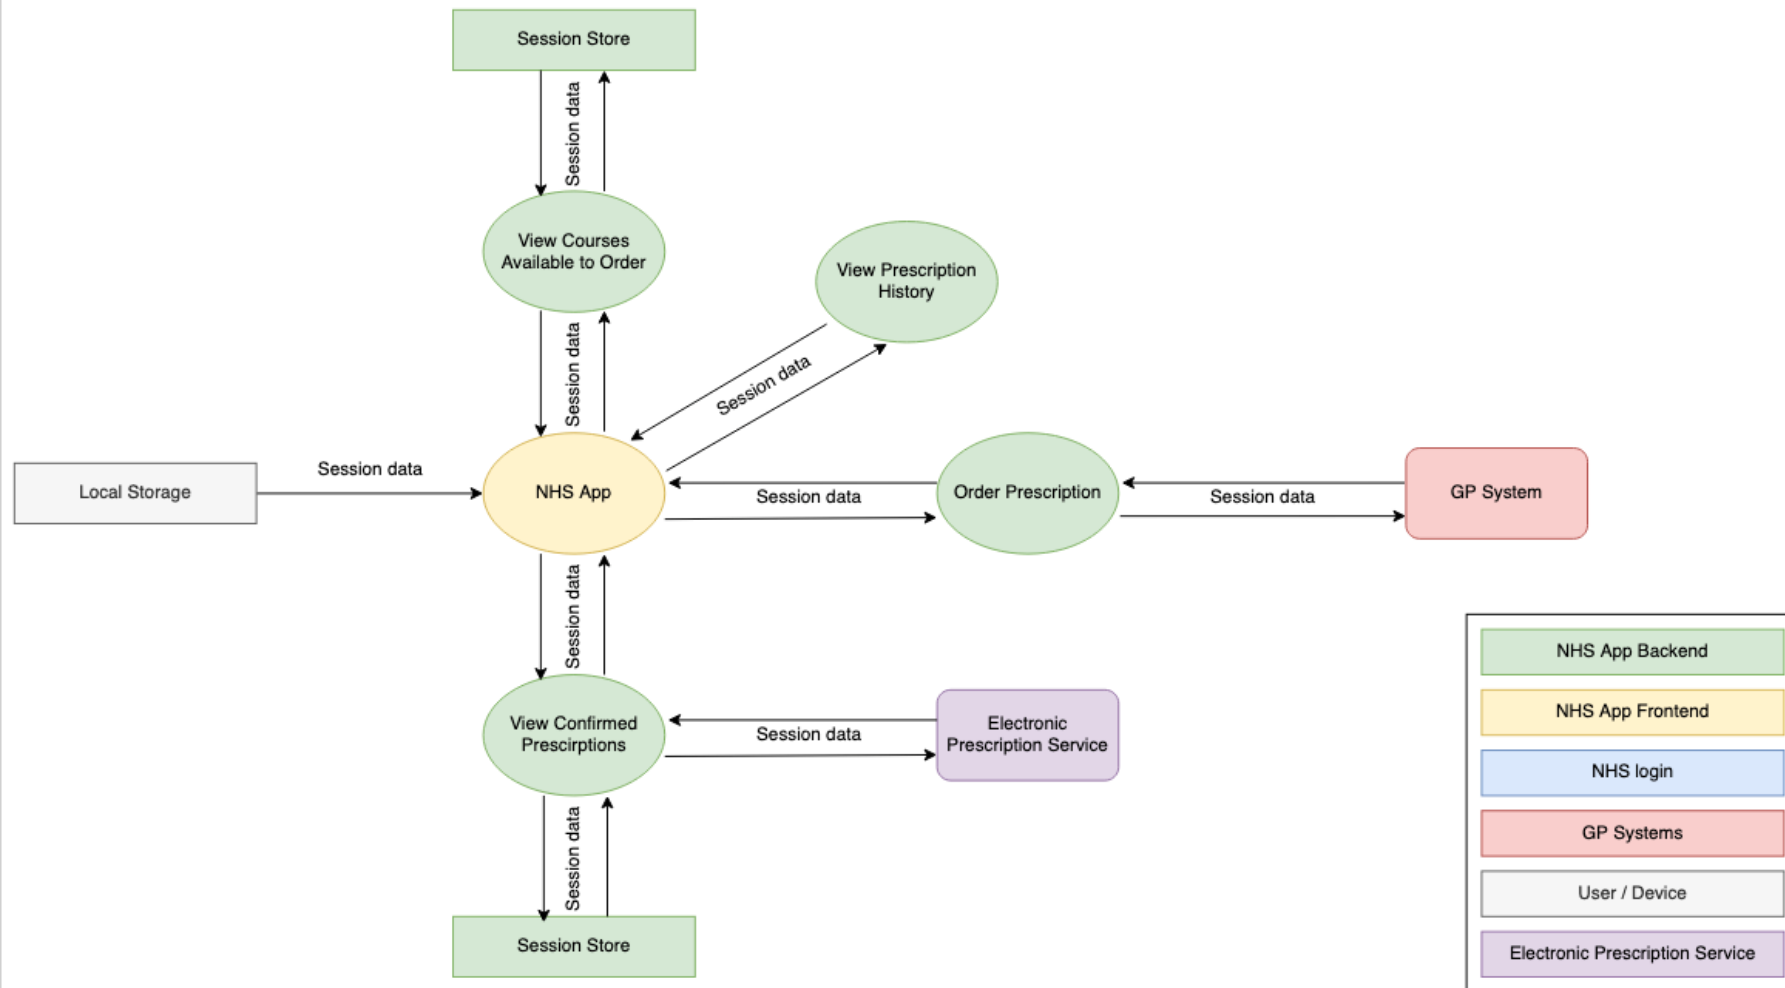 Session Store
Session data
View Courses
Available to Order
View Prescription
History
Session data
Session data
Local Storage
Session data
NHS App
Session data
Order Prescription
Session data
GP System
Session data
View Confirmed
Prescirptions
Session data
Electronic
Prescription Service
Session data
Session Store
NHS App Backend
NHS App Frontend
NHS login
GP Systems
User / Device
Electronic Prescription Service